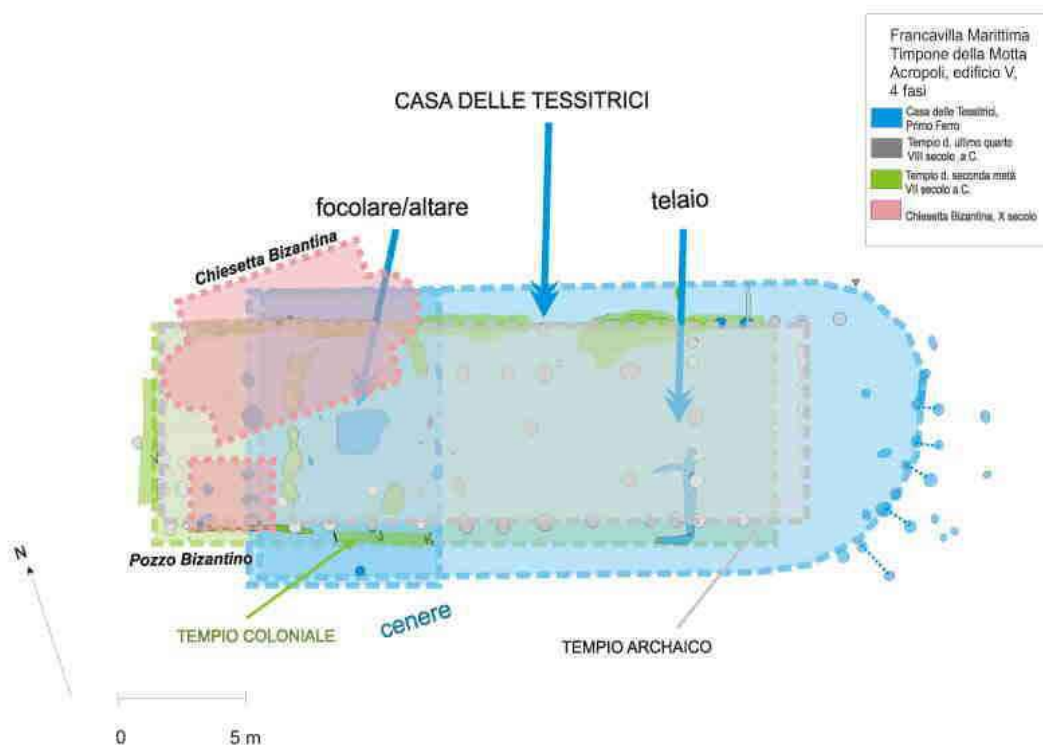 Francavilla Marittima
Timpone della Motta
Acropoli, edificio V,
4 fasi
Casa delle Tessitrici,
Primo Ferro
Tempio d. ultimo quarto
VIII secolo a C.
Tempio d. seconda metà
VII secolo a C.
Chiesetta Bizantina, X secolo
CASA DELLE TESSITRICI
focolare/altare
telaio
Chiesetta Bizantina
Pozzo Bizantino
N
TEMPIO COLONIALE
cenere
TEMPIO ARCHAICO
0 5 m